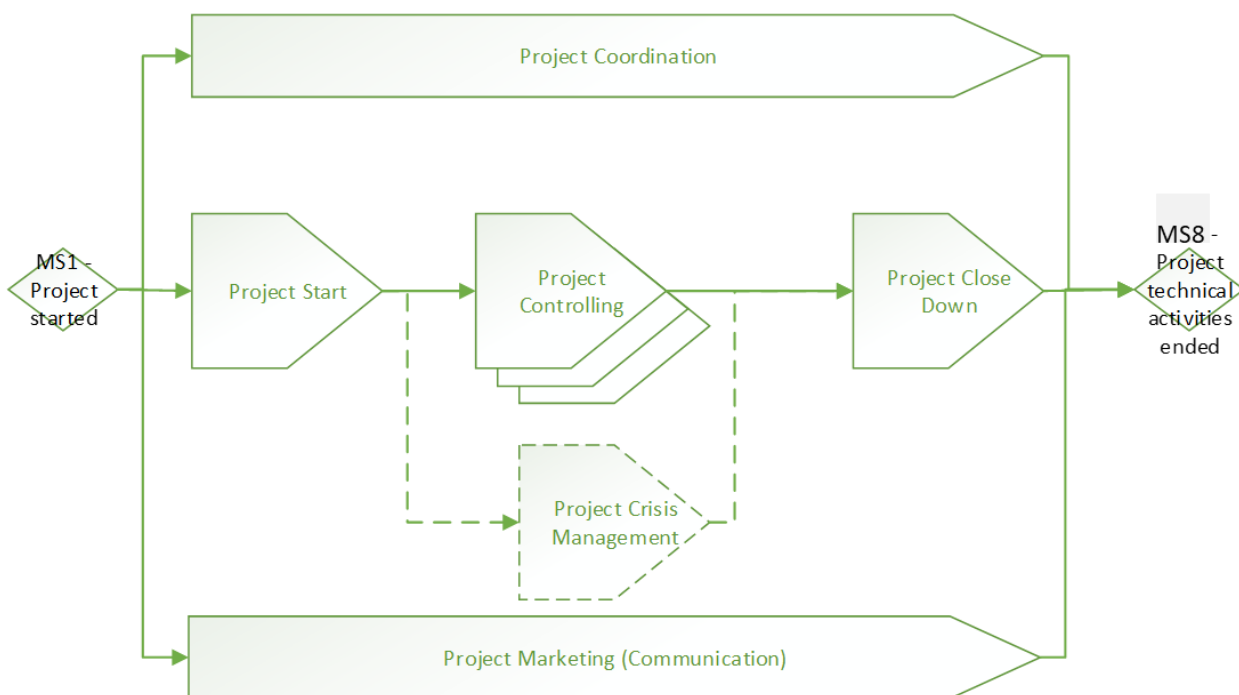 Project Coordination
MS1 -
Project
started
Project Start
Project
Controlling
Project Close
Down
MS8 -
Project
technical
activities
ended
Project Crisis
Management
Project Marketing (Communication)